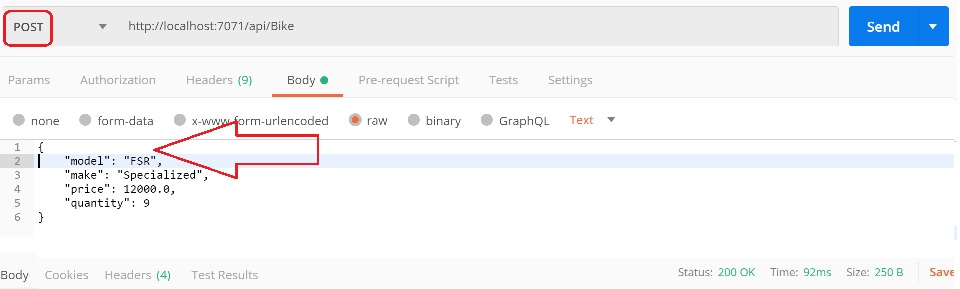 POST http://localhost:7071/api/Bike Send
Params Authorization Headers (9) Body Pre-request Script Tests Settings
none form-data x-www-form-urlencoded raw binary GraphQL Text
1 {
2 "model": "FSR",
3 "make": "Specialized",
4 "price": 12000.0,
5 "quantity": 9
6 }
Body Cookies Headers (4) Test Results Status: 200 OK Time: 92ms Size: 250 B Save